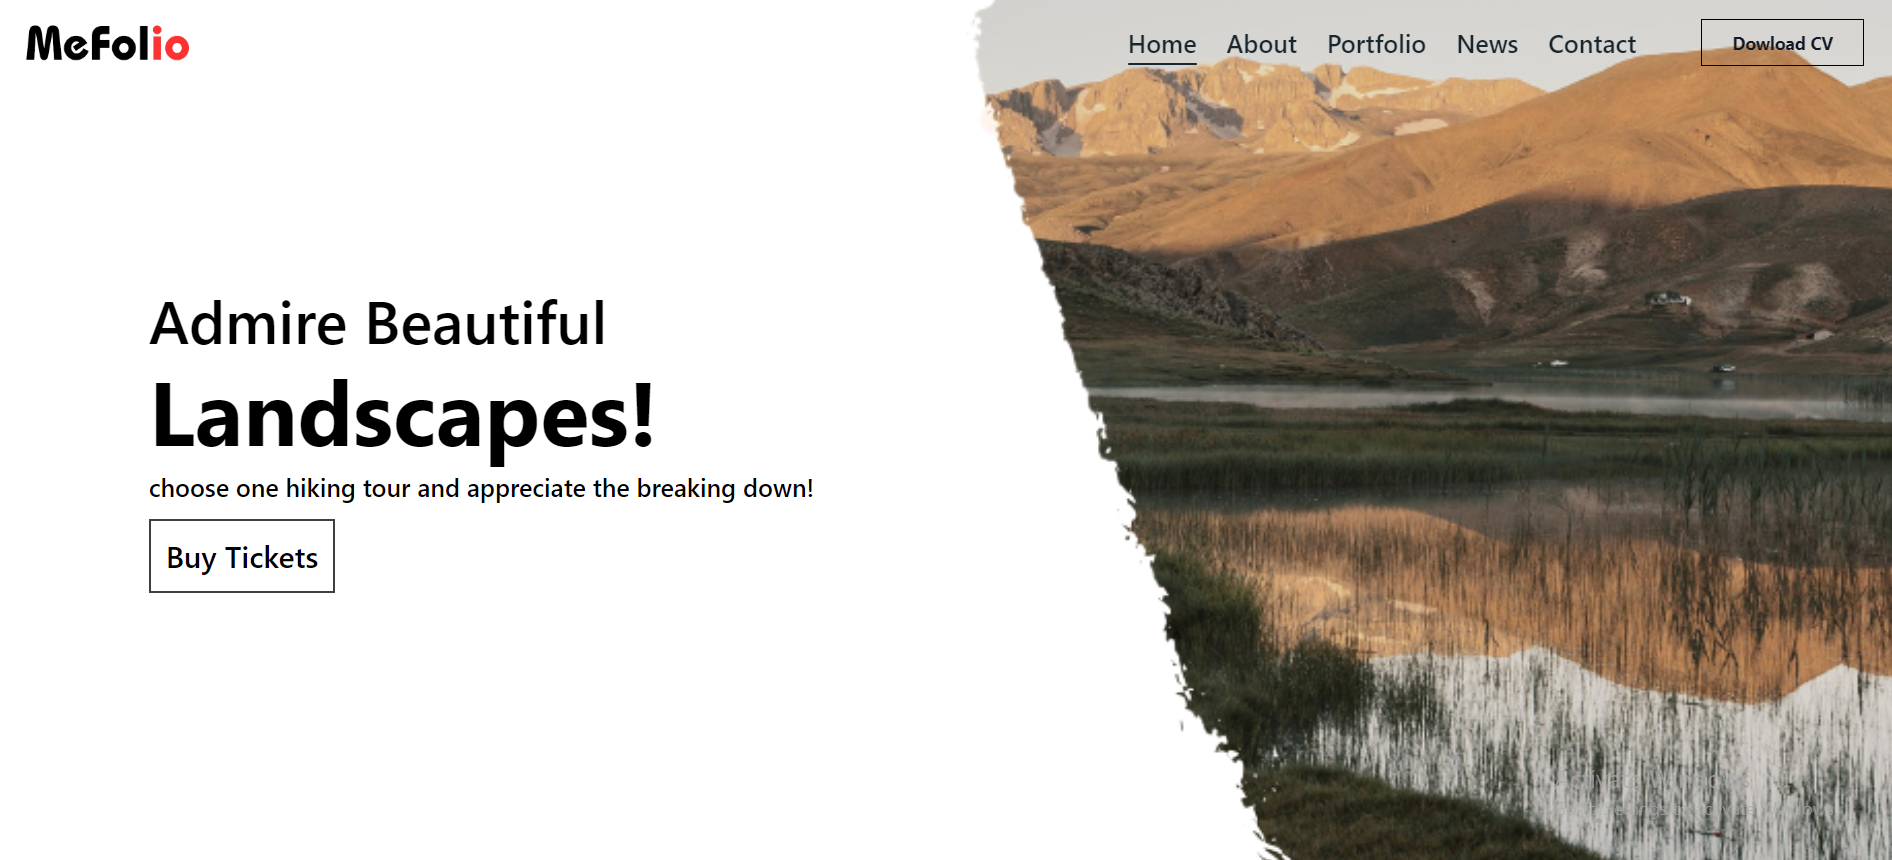 MeFolio
Home About Portfolio News Contact Dowload CV
Admire Beautiful
Landscapes!
choose one hiking tour and appreciate the breaking down!
Buy Tickets